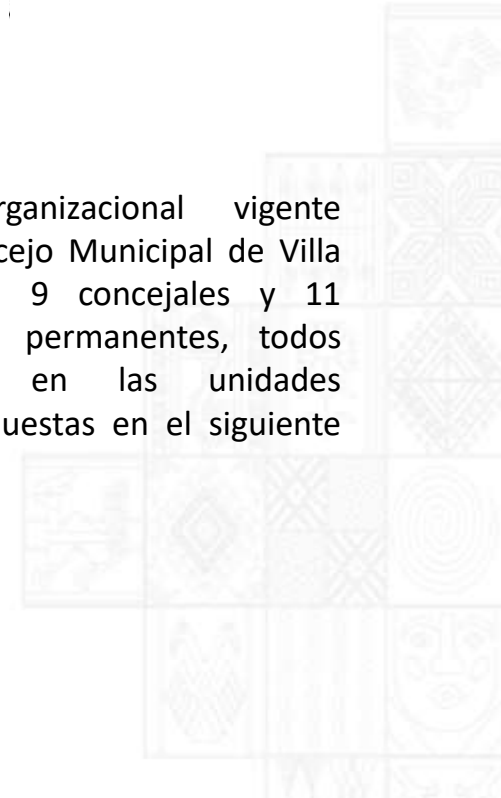 rganizacional vigente
cejo Municipal de Villa
9 concejales y 11
permanentes, todos
en las unidades
uestas en el siguiente